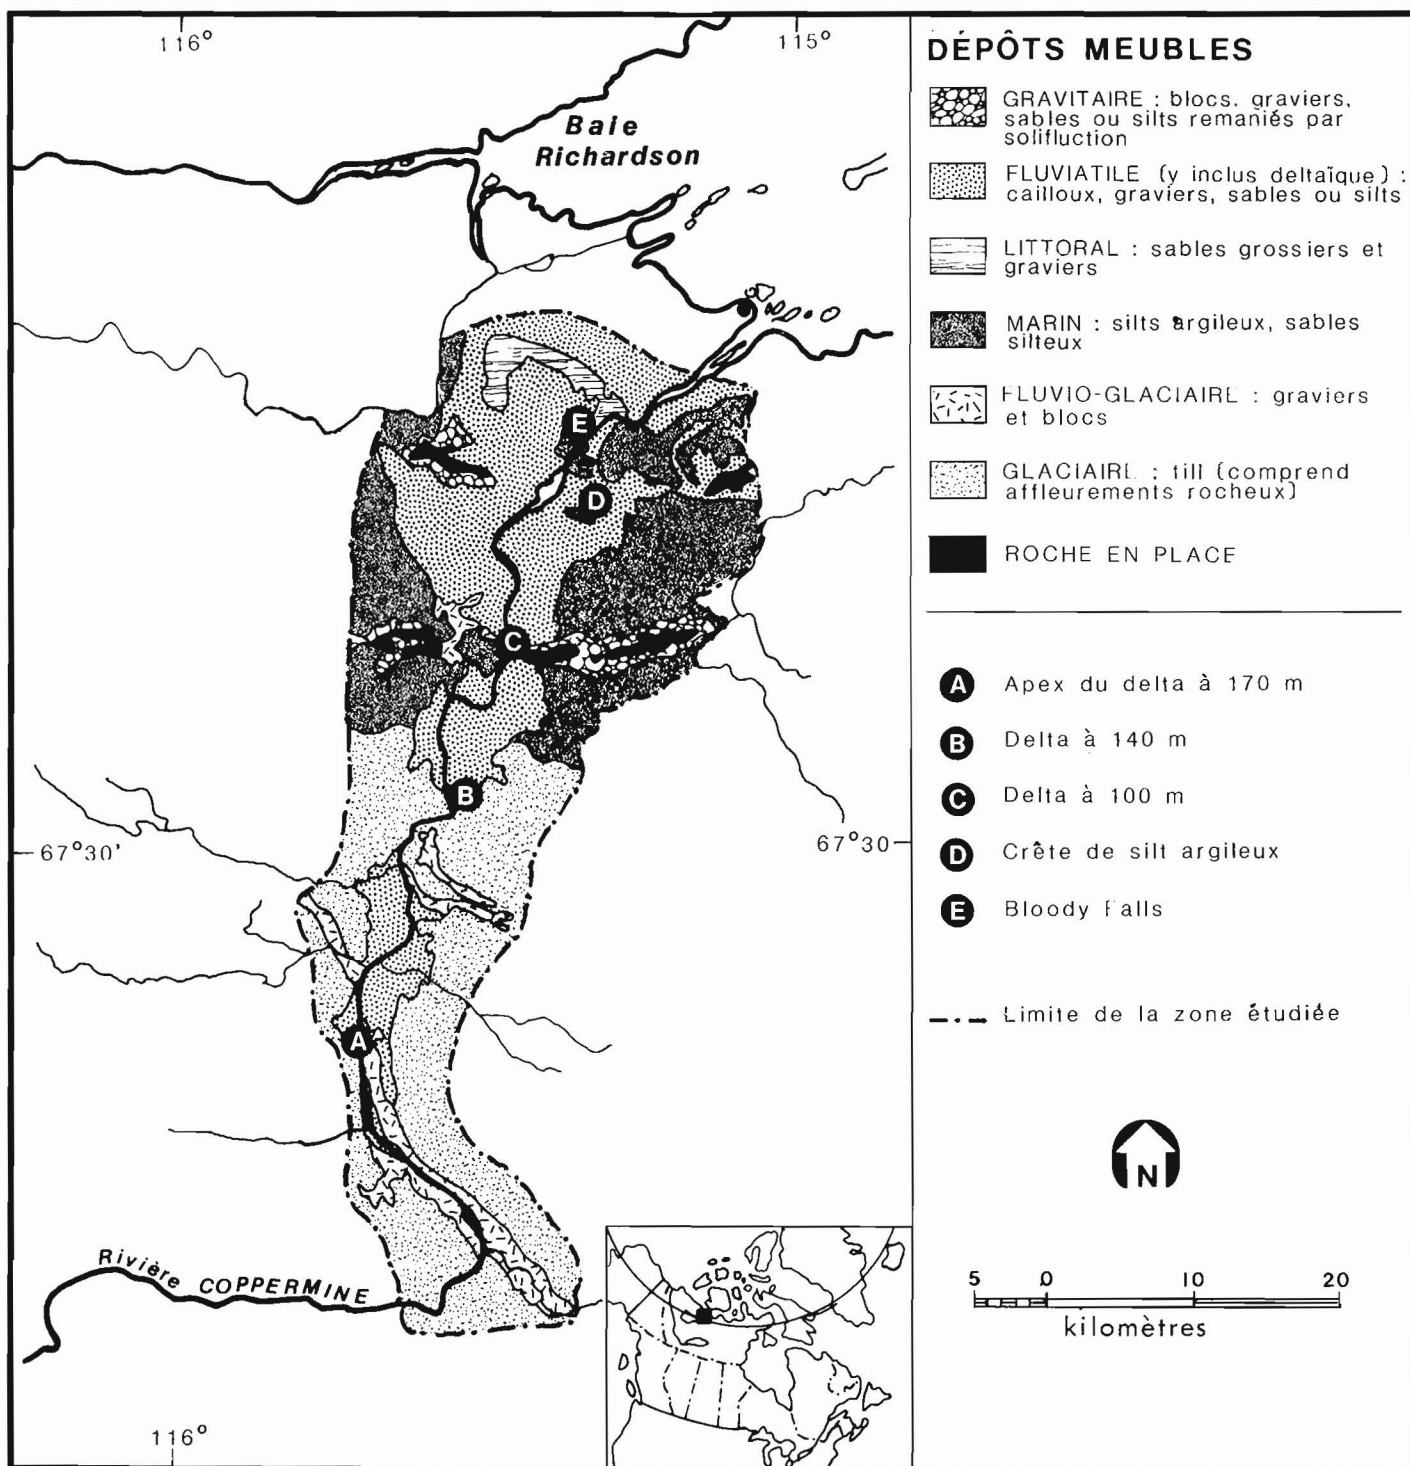 116°
115°
Baie
Richardson
67°30'
67°30
Rivière COPPERMINE
116°
A
B
C
D
E
DÉPÔTS MEUBLES
GRAVITAIRE : blocs, graviers,
sables ou silts remaniés par
solifluction
FLUVIATILE (y inclus deltaïque) :
cailloux, graviers, sables ou silts
LITTORAL : sables grossiers et
graviers
MARIN : silts argileux, sables
silteux
FLUVIO-GLACIAIRE : graviers
et blocs
GLACIAIRE : till (comprend
affleurements rocheux)
ROCHE EN PLACE
A Apex du delta à 170 m
B Delta à 140 m
C Delta à 100 m
D Crête de silt argileux
E Bloody Falls
Limite de la zone étudiée
N
5 0 10 20
kilomètres